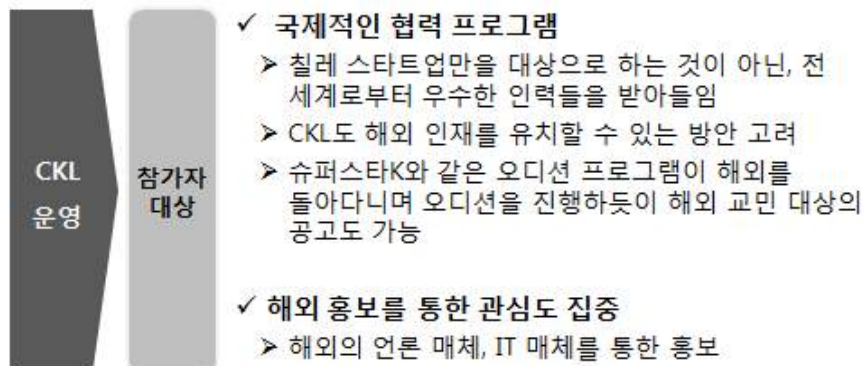 CKL
운영
참가자
대상
✓ 국제적인 협력 프로그램
➢ 칠레 스타트업만을 대상으로 하는 것이 아닌, 전
세계로부터 우수한 인력들을 받아들임
➢ CKL도 해외 인재를 유치할 수 있는 방안 고려
➢ 슈퍼스타K와 같은 오디션 프로그램이 해외를
돌아다니며 오디션을 진행하듯이 해외 교민 대상의
공고도 가능
✓ 해외 홍보를 통한 관심도 집중
➢ 해외의 언론 매체, IT 매체를 통한 홍보